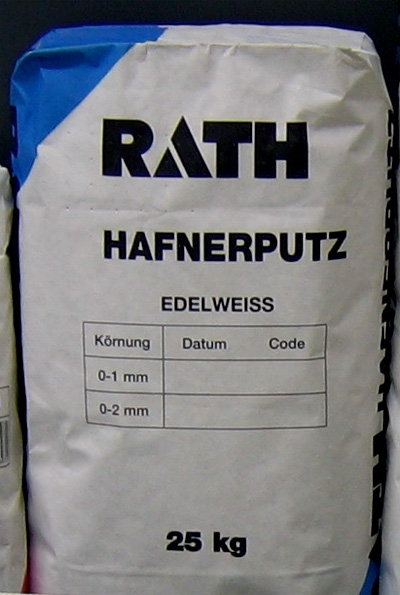 RATH
HAFNERPUTZ
EDELWEISS
Körnung Datum Code
0-1 mm
0-2 mm
25 kg